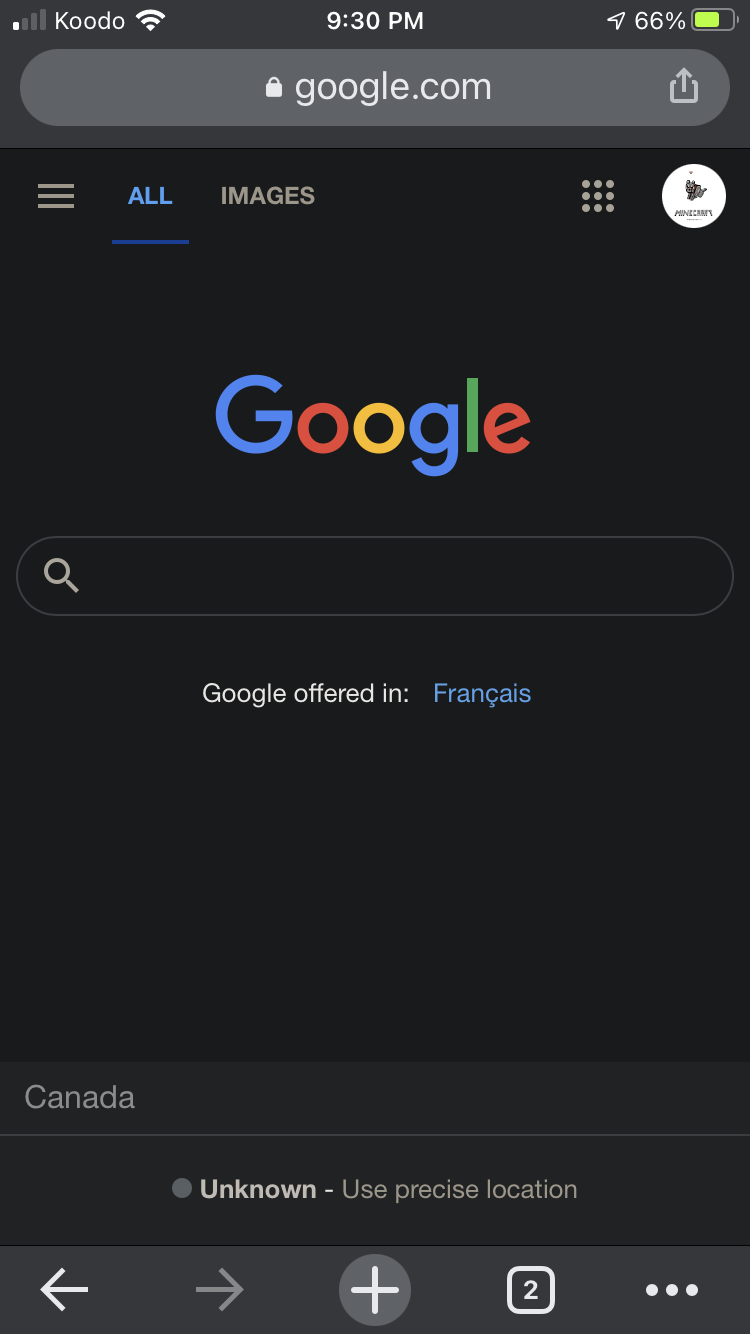 Koodo 9:30 PM 66%
google.com
ALL IMAGES
MINECRAFT
Google
Google offered in: Français
Canada
Unknown - Use precise location
2